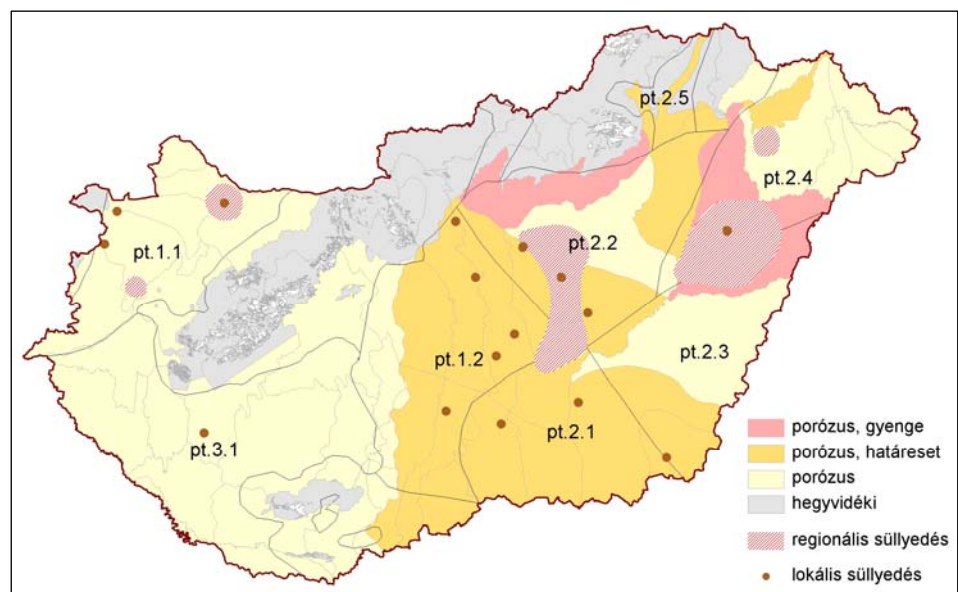 pt.2.5
pt.2.4
pt.1.1
pt.2.2
pt.1.2
pt.2.3
pt.2.1
pt.3.1
porózus, gyenge
porózus, határeset
porózus
hegyvidéki
regionális süllyedés
lokális süllyedés